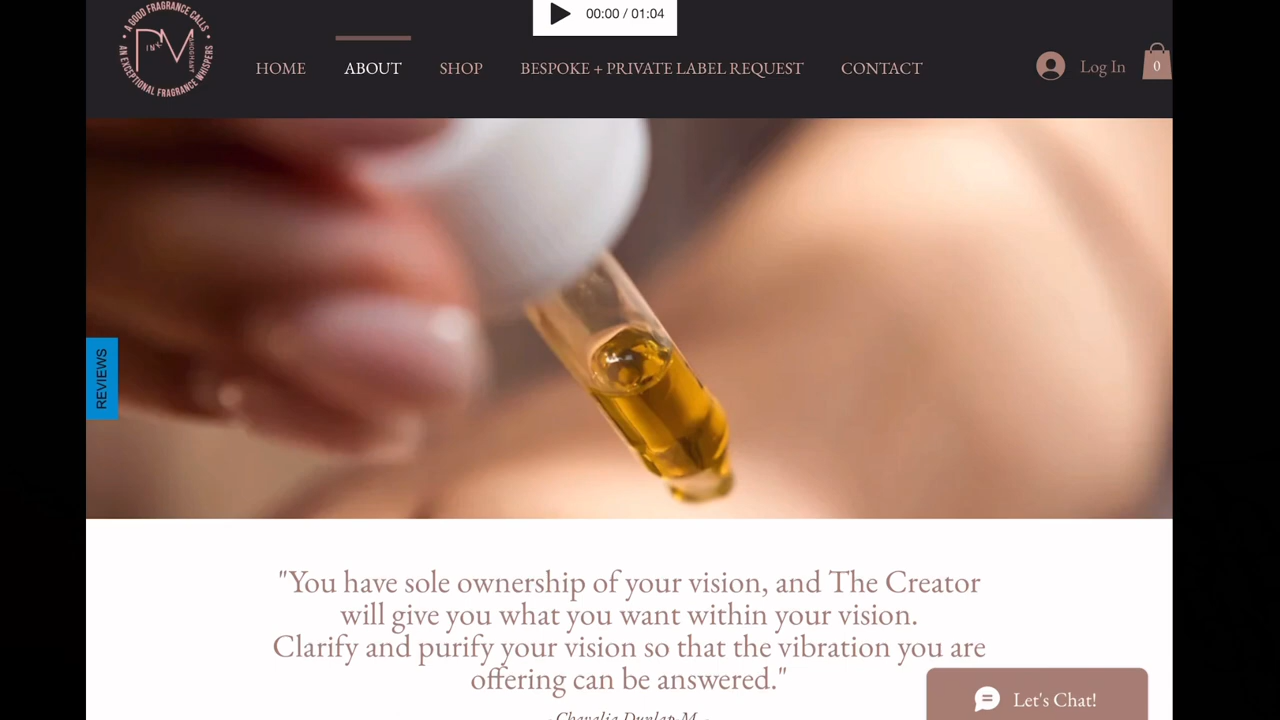 A GOOD FRAGRANCE CALLS
AN EXCEPTIONAL FRAGRANCE WHISPERS
00:00 / 01:04
HOME
ABOUT
SHOP
BESPOKE + PRIVATE LABEL REQUEST
CONTACT
Log In
0
REVIEWS
"You have sole ownership of your vision, and The Creator
will give you what you want within your vision.
Clarify and purify your vision so that the vibration you are
offering can be answered."
Let's Chat!